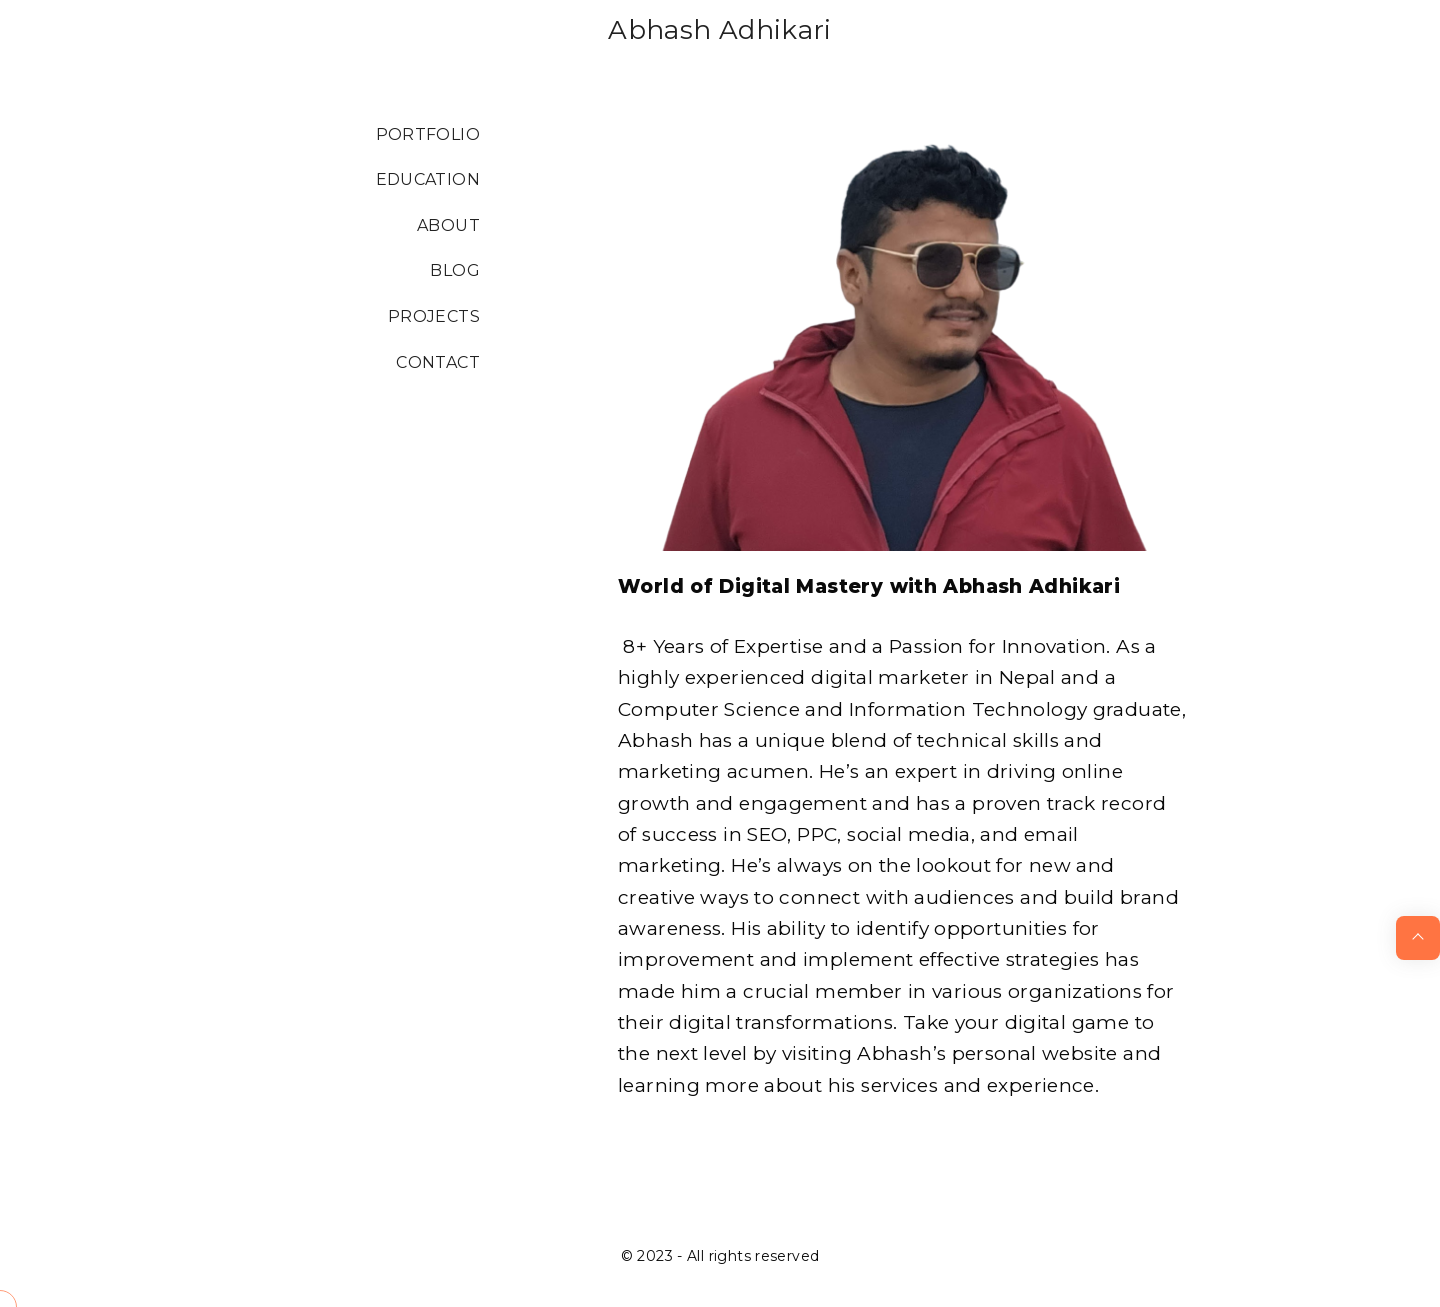 Abhash Adhikari
PORTFOLIO
EDUCATION
ABOUT
BLOG
PROJECTS
CONTACT
World of Digital Mastery with Abhash Adhikari
8+ Years of Expertise and a Passion for Innovation. As a
highly experienced digital marketer in Nepal and a
Computer Science and Information Technology graduate,
Abhash has a unique blend of technical skills and
marketing acumen. He’s an expert in driving online
growth and engagement and has a proven track record
of success in SEO, PPC, social media, and email
marketing. He’s always on the lookout for new and
creative ways to connect with audiences and build brand
awareness. His ability to identify opportunities for
improvement and implement effective strategies has
made him a crucial member in various organizations for
their digital transformations. Take your digital game to
the next level by visiting Abhash’s personal website and
learning more about his services and experience.
© 2023 - All rights reserved